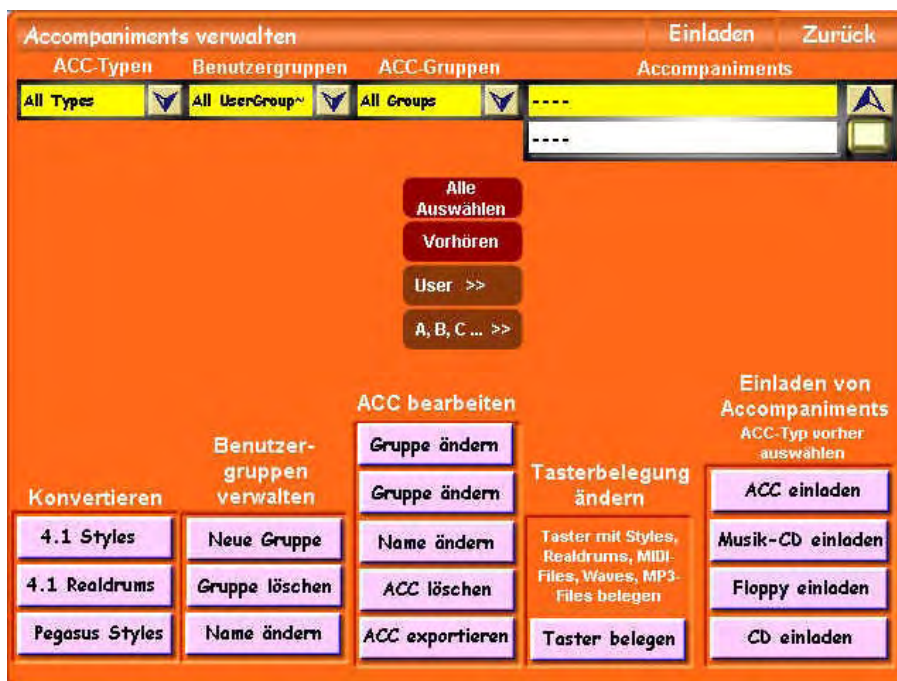 Accompaniments verwalten
Einladen
Zurück
ACC-Typen
Benutzergruppen
ACC-Gruppen
Accompaniments
All Types
All UserGroup~
All Groups
----
----
Alle
Auswählen
Vorhören
User >>
A, B, C ... >>
Konvertieren
4.1 Styles
4.1 Realdrums
Pegasus Styles
Benutzer-
gruppen
verwalten
Neue Gruppe
Gruppe löschen
Name ändern
ACC bearbeiten
Gruppe ändern
Gruppe ändern
Name ändern
ACC löschen
ACC exportieren
Tasterbelegung
ändern
Taster mit Styles,
Realdrums, MIDI-
Files, Waves, MP3-
Files belegen
Taster belegen
Einladen von
Accompaniments
ACC-Typ vorher
auswählen
ACC einladen
Musik-CD einladen
Floppy einladen
CD einladen